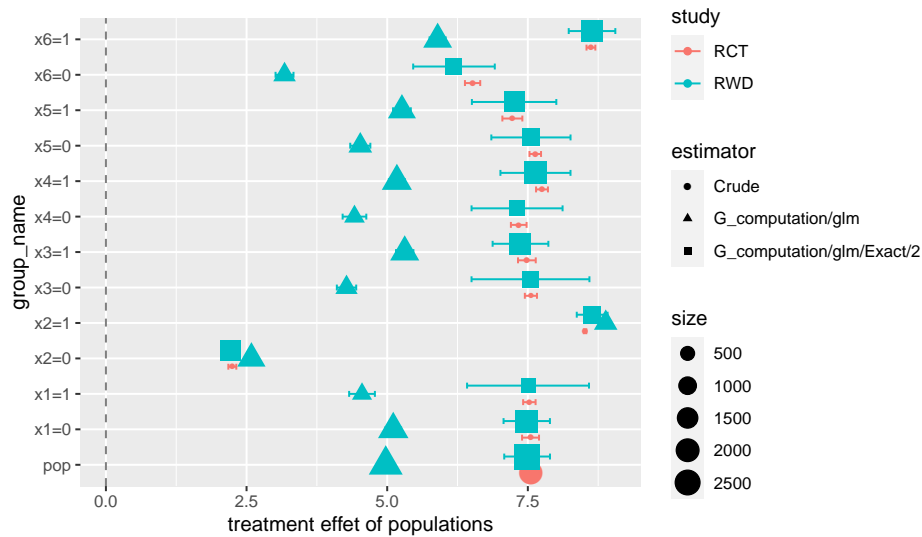 x6=1
x6=0
x5=1
x5=0
x4=1
x4=0
x3=1
x3=0
x2=1
x2=0
x1=1
x1=0
pop
group_name
0.0 2.5 5.0 7.5
treatment effet of populations
study
RCT
RWD
estimator
Crude
G_computation/glm
G_computation/glm/Exact/2
size
500
1000
1500
2000
2500